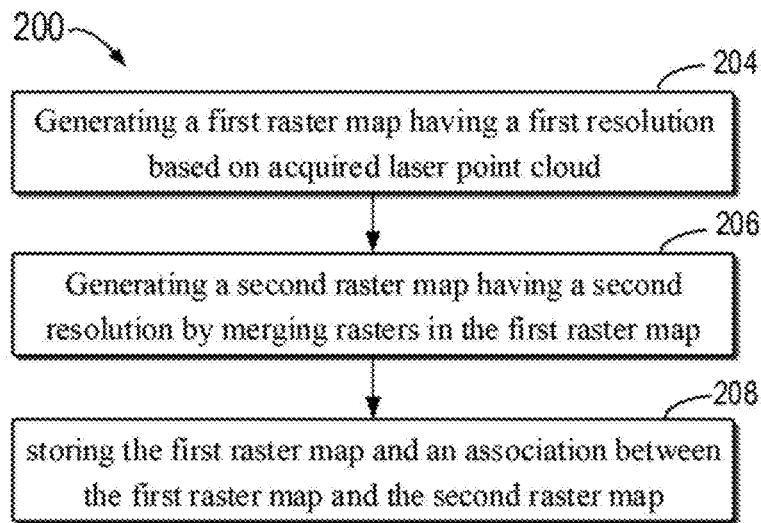 200
204
Generating a first raster map having a first resolution
based on acquired laser point cloud
206
Generating a second raster map having a second
resolution by merging rasters in the first raster map
208
storing the first raster map and an association between
the first raster map and the second raster map